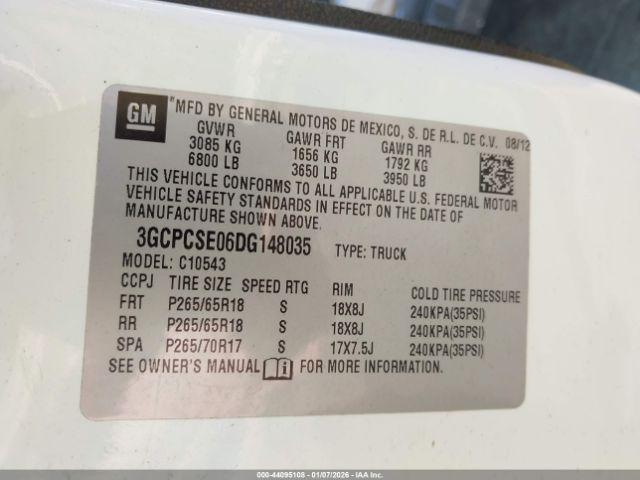 GM
"MFD BY GENERAL MOTORS DE MEXICO, S. DE R.L. DE C.V. 08/12
GVWR GAWR FRT GAWR RR
3085 KG 1656 KG 1792 KG
6800 LB 3650 LB 3950 LB
THIS VEHICLE CONFORMS TO ALL APPLICABLE U.S. FEDERAL MOTOR
VEHICLE SAFETY STANDARDS IN EFFECT ON THE DATE OF
MANUFACTURE SHOWN ABOVE.
3GCPCSE06DG148035 TYPE: TRUCK
MODEL: C10543
CCPJ TIRE SIZE SPEED RTG RIM COLD TIRE PRESSURE
FRT P265/65R18 S 18X8J 240KPA(35PSI)
RR P265/65R18 S 18X8J 240KPA(35PSI)
SPA P265/70R17 S 17X7.5J 240KPA(35PSI)
SEE OWNER'S MANUAL i FOR MORE INFORMATION.
000-44095108 - 01/07/2026 - IAA Inc.